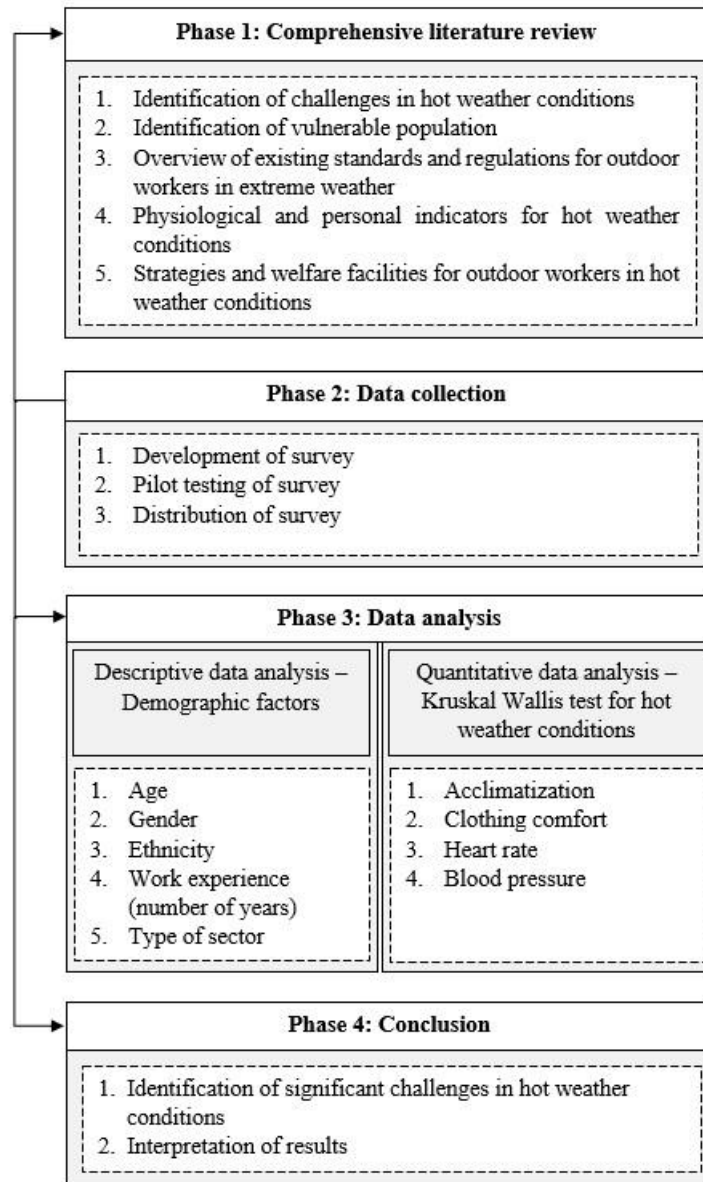 Phase 1: Comprehensive literature review
1. Identification of challenges in hot weather conditions
2. Identification of vulnerable population
3. Overview of existing standards and regulations for outdoor
workers in extreme weather
4. Physiological and personal indicators for hot weather
conditions
5. Strategies and welfare facilities for outdoor workers in hot
weather conditions
Phase 2: Data collection
1. Development of survey
2. Pilot testing of survey
3. Distribution of survey
Phase 3: Data analysis
Descriptive data analysis –
Demographic factors
1. Age
2. Gender
3. Ethnicity
4. Work experience
(number of years)
5. Type of sector
Quantitative data analysis –
Kruskal Wallis test for hot
weather conditions
1. Acclimatization
2. Clothing comfort
3. Heart rate
4. Blood pressure
Phase 4: Conclusion
1. Identification of significant challenges in hot weather
conditions
2. Interpretation of results